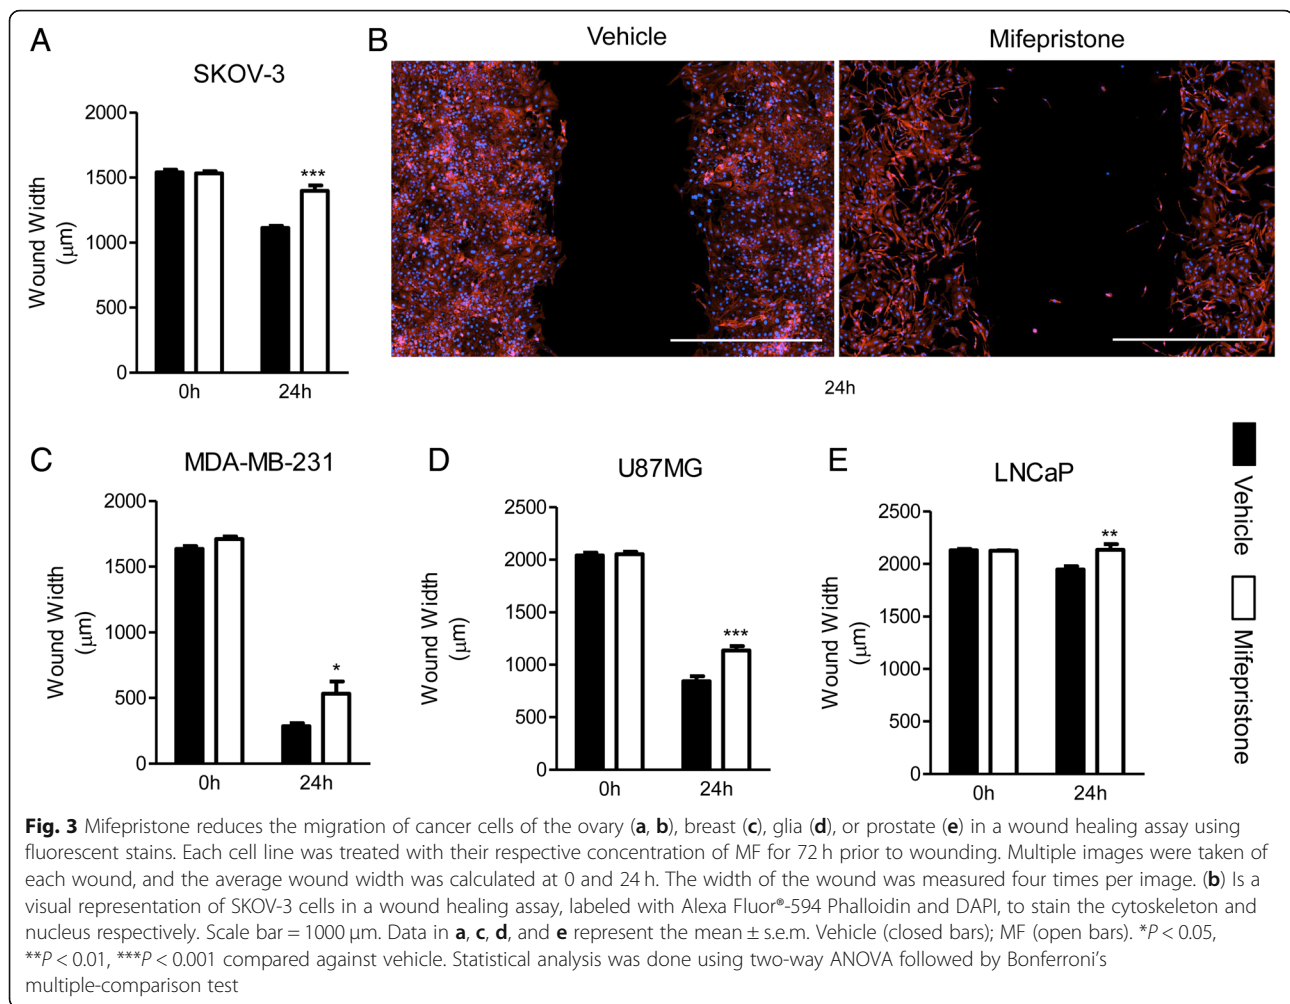 A
SKOV-3
2000
1500
1000
500
0
Wound Width
(μm)
***
0h
24h
B
Vehicle
Mifepristone
24h
C
MDA-MB-231
2000
1500
1000
500
0
Wound Width
(μm)
*
0h
24h
D
U87MG
2500
2000
1500
1000
500
0
Wound Width
(μm)
***
0h
24h
E
LNCaP
2500
2000
1500
2000
500
0
Wound Width
(μm)
**
0h
24h
Vehicle
Mifepristone
Fig. 3 Mifepristone reduces the migration of cancer cells of the ovary (a, b), breast (c), glia (d), or prostate (e) in a wound healing assay using
fluorescent stains. Each cell line was treated with their respective concentration of MF for 72 h prior to wounding. Multiple images were taken of
each wound, and the average wound width was calculated at 0 and 24 h. The width of the wound was measured four times per image. (b) Is a
visual representation of SKOV-3 cells in a wound healing assay, labeled with Alexa Fluor®-594 Phalloidin and DAPI, to stain the cytoskeleton and
nucleus respectively. Scale bar = 1000 μm. Data in a, c, d, and e represent the mean ± s.e.m. Vehicle (closed bars); MF (open bars). *P < 0.05,
**P < 0.01, ***P < 0.001 compared against vehicle. Statistical analysis was done using two-way ANOVA followed by Bonferroni's
multiple-comparison test